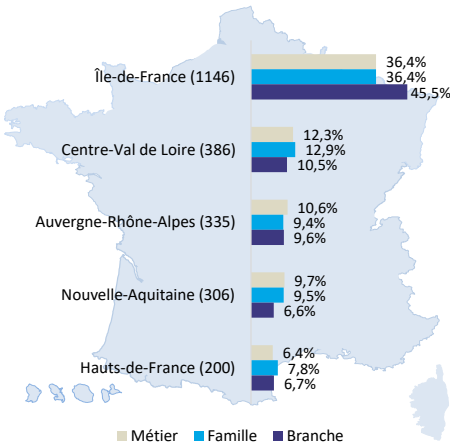 Île-de-France (1146)
36,4%
36,4%
45,5%
Centre-Val de Loire (386)
12,3%
12,9%
10,5%
Auvergne-Rhône-Alpes (335)
10,6%
9,4%
9,6%
Nouvelle-Aquitaine (306)
9,7%
9,5%
6,6%
Hauts-de-France (200)
6,4%
7,8%
6,7%
Métier Famille Branche